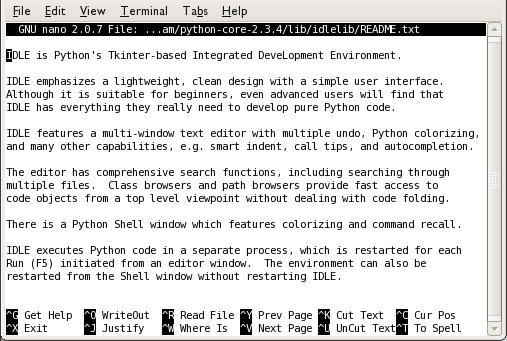 File Edit View Terminal Tabs Help
GNU nano 2.0.7 File: ...am/python-core-2.3.4/lib/idlelib/README.txt
IDLE is Python's Tkinter-based Integrated DeveLopment Environment.
IDLE emphasizes a lightweight, clean design with a simple user interface.
Although it is suitable for beginners, even advanced users will find that
IDLE has everything they really need to develop pure Python code.
IDLE features a multi-window text editor with multiple undo, Python colorizing,
and many other capabilities, e.g. smart indent, call tips, and autocompletion.
The editor has comprehensive search functions, including searching through
multiple files.  Class browsers and path browsers provide fast access to
code objects from a top level viewpoint without dealing with code folding.
There is a Python Shell window which features colorizing and command recall.
IDLE executes Python code in a separate process, which is restarted for each
Run (F5) initiated from an editor window.  The environment can also be
restarted from the Shell window without restarting IDLE.
^G Get Help ^O WriteOut ^R Read File ^Y Prev Page ^K Cut Text ^C Cur Pos
^X Exit ^J Justify ^W Where Is ^V Next Page ^U UnCut Text ^T To Spell